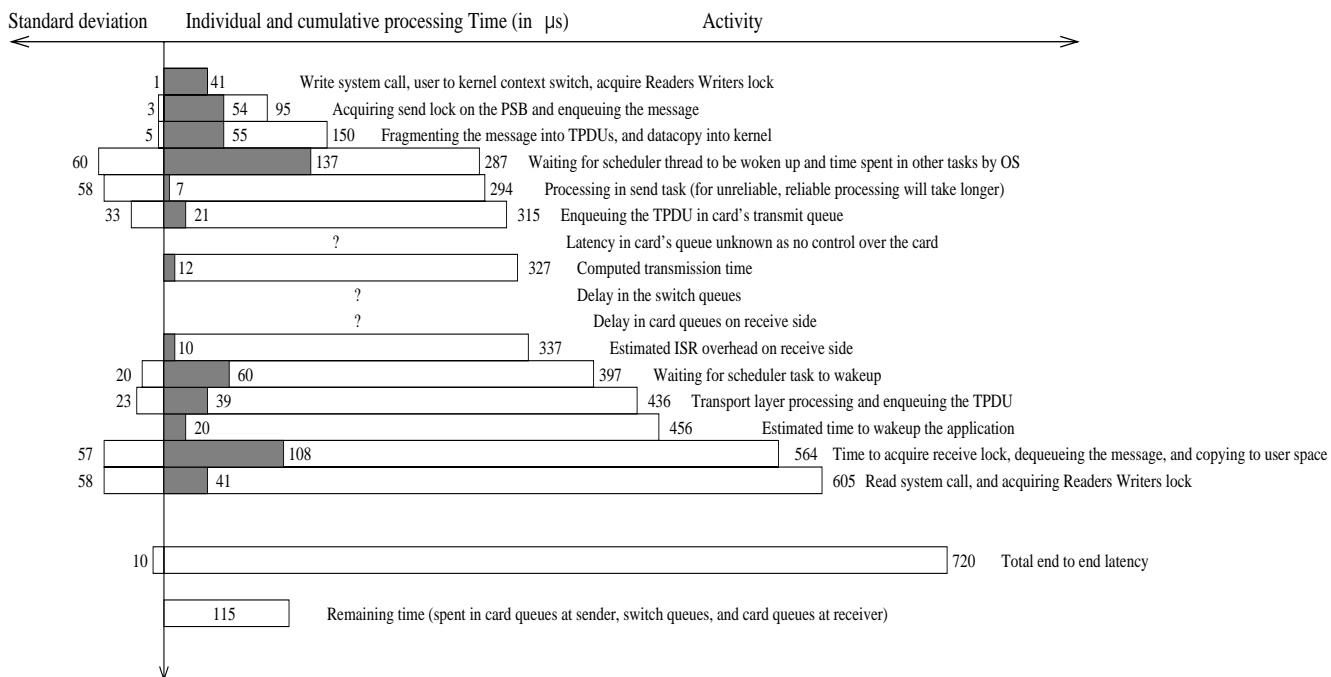 Standard deviation Individual and cumulative processing Time (in μs) Activity
1 41 Write system call, user to kernel context switch, acquire Readers Writers lock
3 54 95 Acquiring send lock on the PSB and enqueuing the message
5 55 150 Fragmenting the message into TPDUs, and datacopy into kernel
60 137 287 Waiting for scheduler thread to be woken up and time spent in other tasks by OS
58 7 294 Processing in send task (for unreliable, reliable processing will take longer)
33 21 315 Enqueuing the TPDU in card's transmit queue
? Latency in card's queue unknown as no control over the card
12 327 Computed transmission time
? Delay in the switch queues
? Delay in card queues on receive side
10 337 Estimated ISR overhead on receive side
20 60 397 Waiting for scheduler task to wakeup
23 39 436 Transport layer processing and enqueuing the TPDU
20 456 Estimated time to wakeup the application
57 108 564 Time to acquire receive lock, dequeueing the message, and copying to user space
58 41 605 Read system call, and acquiring Readers Writers lock
10 720 Total end to end latency
115 Remaining time (spent in card queues at sender, switch queues, and card queues at receiver)